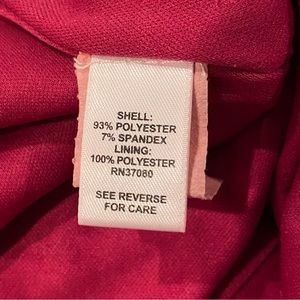 SHELL:
93% POLYESTER
7% SPANDEX
LINING:
100% POLYESTER
RN37080
SEE REVERSE
FOR CARE